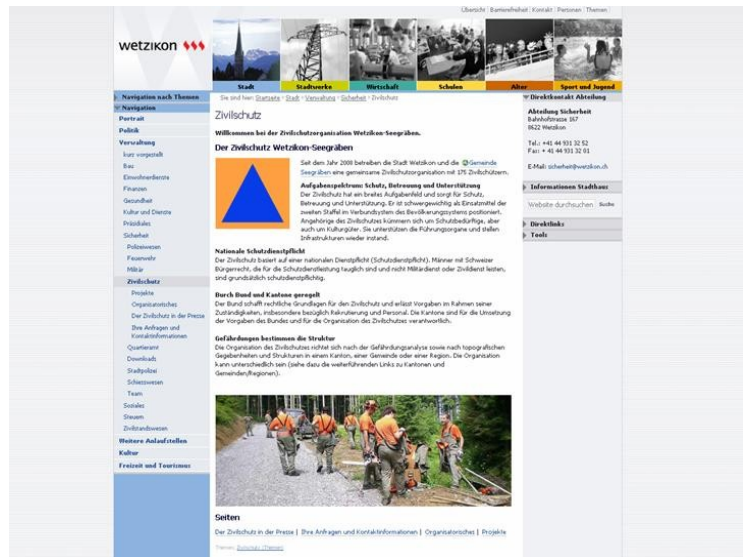 Übersicht | Barrierefreiheit | Kontakt | Personen | Themen
wetzikon
Stadt
Stadtwerke
Wirtschaft
Schulen
Alter
Sport und Jugend
Navigation nach Themen
Navigation
Portrait
Politik
Verwaltung
kurz vorgestellt
Bau
Einwohnerdienste
Finanzen
Gesundheit
Kultur und Dienste
Präsidiales
Sicherheit
Polizeiwesen
Feuerwehr
Militär
Zivilschutz
Projekte
Organisatorisches
Der Zivilschutz in der Presse
Ihre Anfragen und
Kontaktinformationen
Quartieramt
Downloads
Stadtpolizei
Schiesswesen
Team
Soziales
Steuern
Zivilstandswesen
Weitere Anlaufstellen
Kultur
Freizeit und Tourismus
Sie sind hier: Startseite > Stadt > Verwaltung > Sicherheit > Zivilschutz
Zivilschutz
Willkommen bei der Zivilschutzorganisation Wetzikon-Seegräben.
Der Zivilschutz Wetzikon-Seegräben
Seit dem Jahr 2008 betreiben die Stadt Wetzikon und die Gemeinde
Seegräben eine gemeinsame Zivilschutzorganisation mit 175 Zivilschützern.
Aufgabenspektrum: Schutz, Betreuung und Unterstützung
Der Zivilschutz hat ein breites Aufgabenfeld und sorgt für Schutz,
Betreuung und Unterstützung. Er ist schwergewichtig als Einsatzmittel der
zweiten Staffel im Verbundsystem des Bevölkerungssystems positioniert.
Angehörige des Zivilschutzes kümmern sich um Schutzbedürftige, aber
auch um Kulturgüter. Sie unterstützen die Führungsorgane und stellen
Infrastrukturen wieder instand.
Nationale Schutzdienstpflicht
Der Zivilschutz basiert auf einer nationalen Dienstpflicht (Schutzdienstpflicht). Männer mit Schweizer
Bürgerrecht, die für die Schutzdienstleistung tauglich sind und nicht Militärdienst oder Zivildienst leisten,
sind grundsätzlich schutzdienstpflichtig.
Durch Bund und Kantone geregelt
Der Bund schafft rechtliche Grundlagen für den Zivilschutz und erlässt Vorgaben im Rahmen seiner
Zuständigkeiten, insbesondere bezüglich Rekrutierung und Personal. Die Kantone sind für die Umsetzung
der Vorgaben des Bundes und für die Organisation des Zivilschutzes verantwortlich.
Gefährdungen bestimmen die Struktur
Die Organisation des Zivilschutzes richtet sich nach der Gefährdungsanalyse sowie nach topografischen
Gegebenheiten und Strukturen in einem Kanton, einer Gemeinde oder einer Region. Die Organisation
kann unterschiedlich sein (siehe dazu die weiterführenden Links zu Kantonen und
Gemeinden/Regionen).
Seiten
Der Zivilschutz in der Presse | Ihre Anfragen und Kontaktinformationen | Organisatorisches | Projekte
Themen: Zivilschutz (Themen)
Direktkontakt Abteilung
Abteilung Sicherheit
Bahnhofstrasse 167
8622 Wetzikon
Tel.: +41 44 931 32 52
Fax: + 41 44 931 32 01
E-Mail: sicherheit@wetzikon.ch
Informationen Stadthaus
Website durchsuchen Suche
Direktlinks
Tools